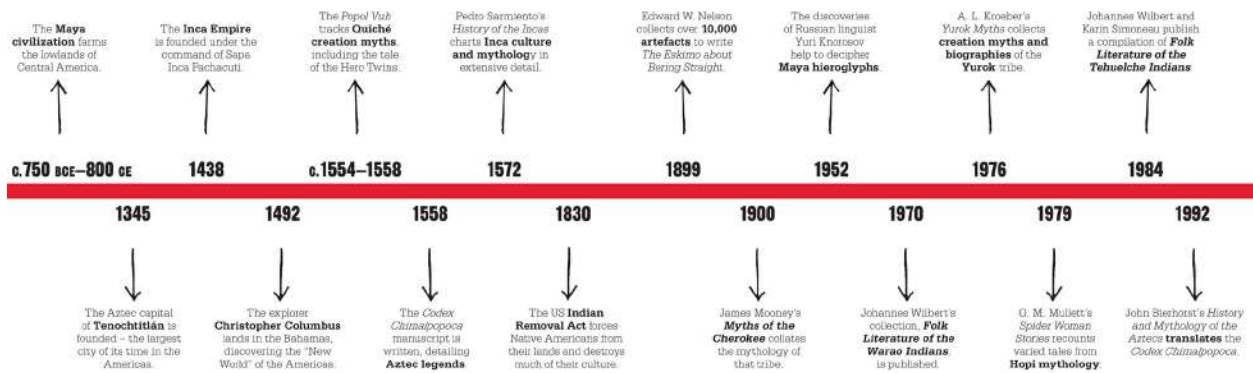 The Maya
civilization farms
the lowlands of
Central America.
The Inca Empire
is founded under the
command of Sapa
Inca Pachacuti.
The Popol Vuh
tracks Quiché
creation myths,
including the tale
of the Hero Twins.
Pedro Sarmiento's
History of the Incas
charts Inca culture
and mythology in
extensive detail.
Edward W. Nelson
collects over 10,000
artefacts to write
The Eskimo about
Bering Straight.
The discoveries
of Russian linguist
Yuri Knorosov
help to decipher
Maya hieroglyphs.
A. L. Kroeber's
Yurok Myths collects
creation myths and
biographies of the
Yurok tribe.
Johannes Wilbert and
Karin Simoneau publish
a compilation of Folk
Literature of the
Tehuelche Indians.
c.750 BCE–800 CE
1438
c.1554–1558
1572
1899
1952
1976
1984
1345
1492
1558
1830
1900
1970
1979
1992
The Aztec capital
of Tenochtitlán is
founded – the largest
city of its time in the
Americas.
The explorer
Christopher Columbus
lands in the Bahamas,
discovering the "New
World" of the Americas.
The Codex
Chimalpopoca
manuscript is
written, detailing
Aztec legends
The US Indian
Removal Act forces
Native Americans from
their lands and destroys
much of their culture.
James Mooney's
Myths of the
Cherokee collates
the mythology of
that tribe.
Johannes Wilbert's
collection, Folk
Literature of the
Warao Indians,
is published.
G. M. Mullett's
Spider Woman
Stories recounts
varied tales from
Hopi mythology.
John Bierhorst's History
and Mythology of the
Aztecs translates the
Codex Chimalpopoca.